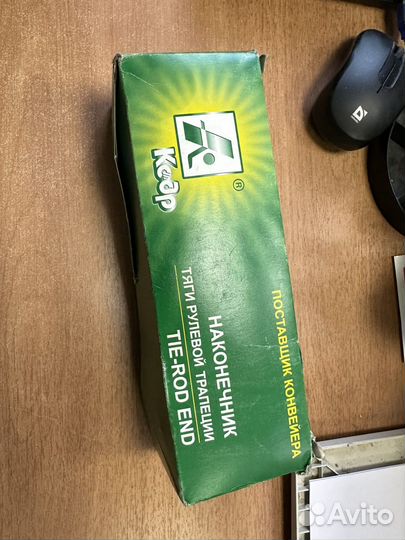 Кедр
®
НАКОНЕЧНИК
ТЯГИ РУЛЕВОЙ ТРАПЕЦИИ
TIE-ROD END
ПОСТАВЩИК КОНВЕЙЕРА
Avito